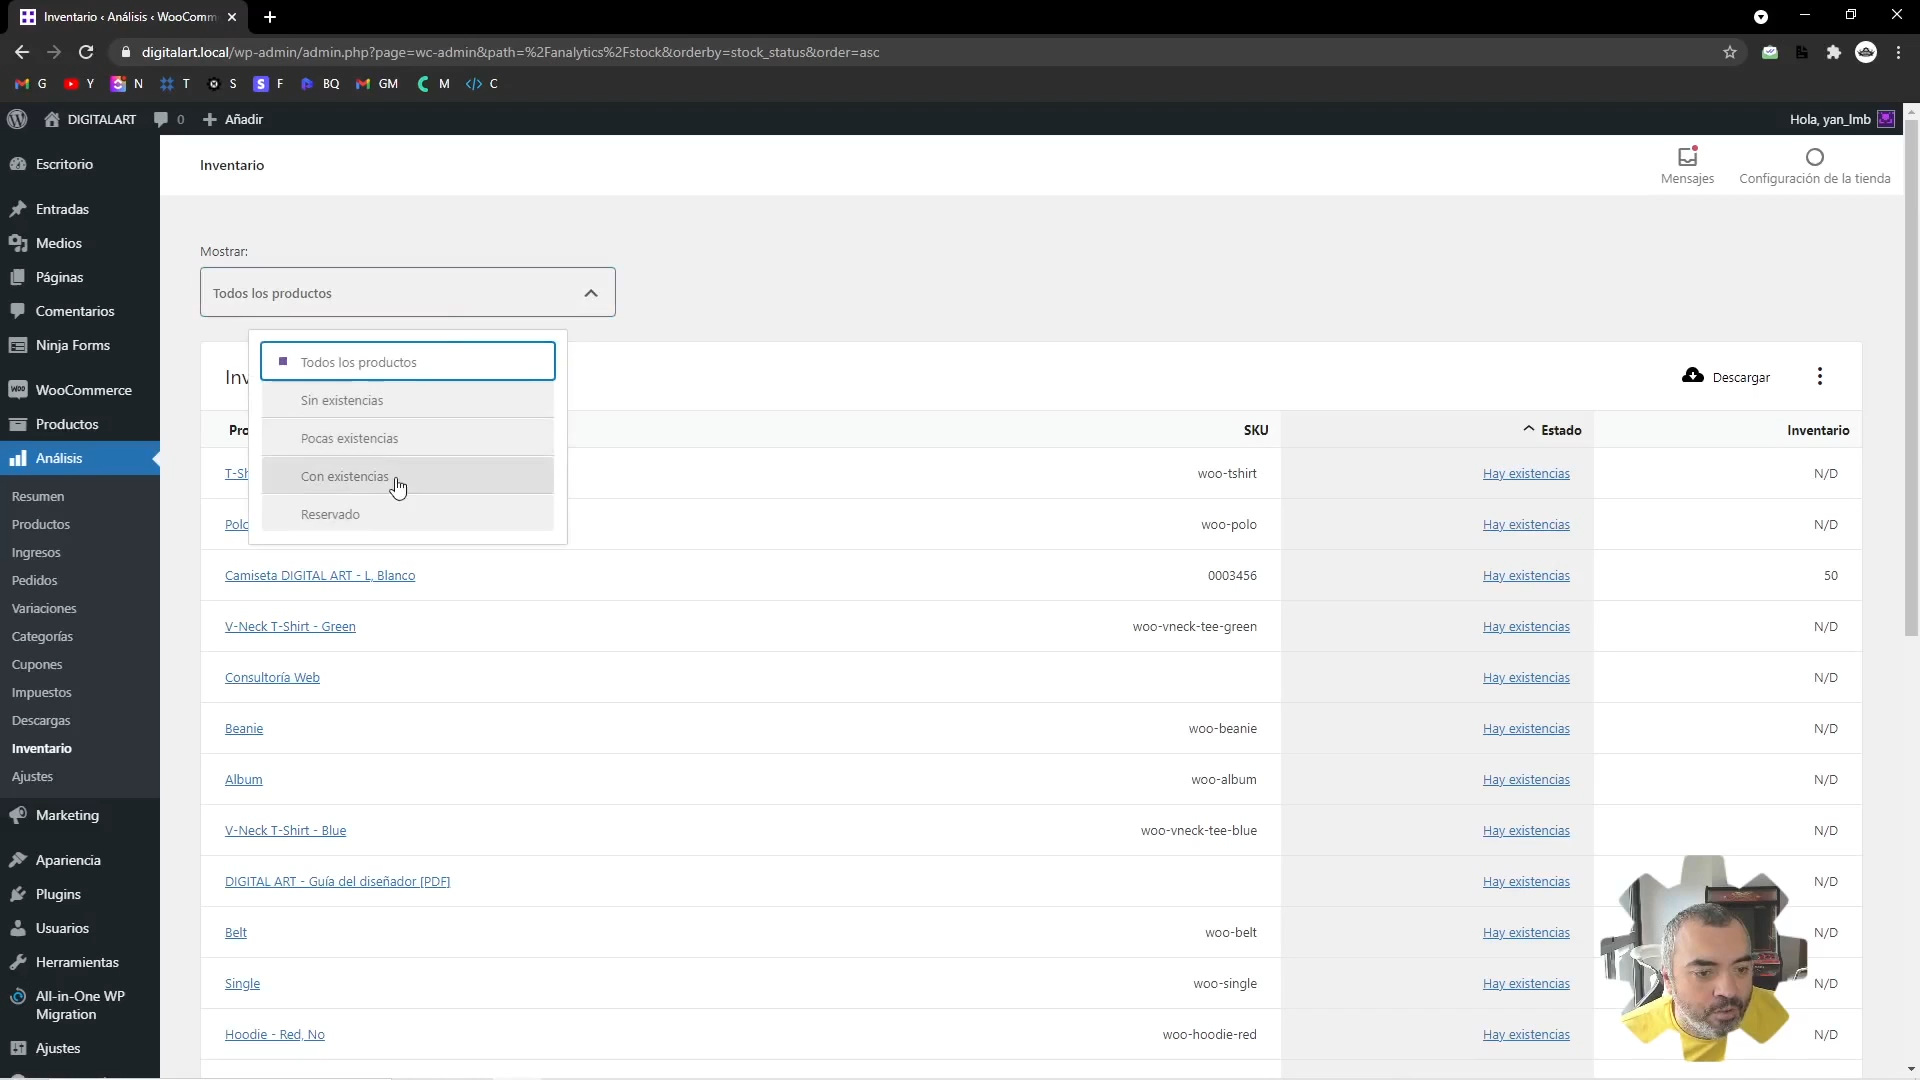 Inventario ‹ Análisis ‹ WooComm
digitalart.local/wp-admin/admin.php?page=wc-admin&path=%2Fanalytics%2Fstock&orderby=stock_status&order=asc
G Y N T S F BQ GM M C
DIGITALART 0 Añadir
Hola, yan_lmb
Escritorio
Entradas
Medios
Páginas
Comentarios
Ninja Forms
WooCommerce
Productos
Análisis
Resumen
Productos
Ingresos
Pedidos
Variaciones
Categorías
Cupones
Impuestos
Descargas
Inventario
Ajustes
Marketing
Apariencia
Plugins
Usuarios
Herramientas
All-in-One WP
Migration
Ajustes
Inventario
Mensajes
Configuración de la tienda
Mostrar:
Todos los productos
Todos los productos
Sin existencias
Pocas existencias
Con existencias
Reservado
Inv
Descargar
Pro SKU Estado Inventario
T-Sh woo-tshirt Hay existencias N/D
Polo woo-polo Hay existencias N/D
Camiseta DIGITAL ART - L, Blanco 0003456 Hay existencias 50
V-Neck T-Shirt - Green woo-vneck-tee-green Hay existencias N/D
Consultoría Web Hay existencias N/D
Beanie woo-beanie Hay existencias N/D
Album woo-album Hay existencias N/D
V-Neck T-Shirt - Blue woo-vneck-tee-blue Hay existencias N/D
DIGITAL ART - Guía del diseñador [PDF] Hay existencias N/D
Belt woo-belt Hay existencias N/D
Single woo-single Hay existencias N/D
Hoodie - Red, No woo-hoodie-red Hay existencias N/D